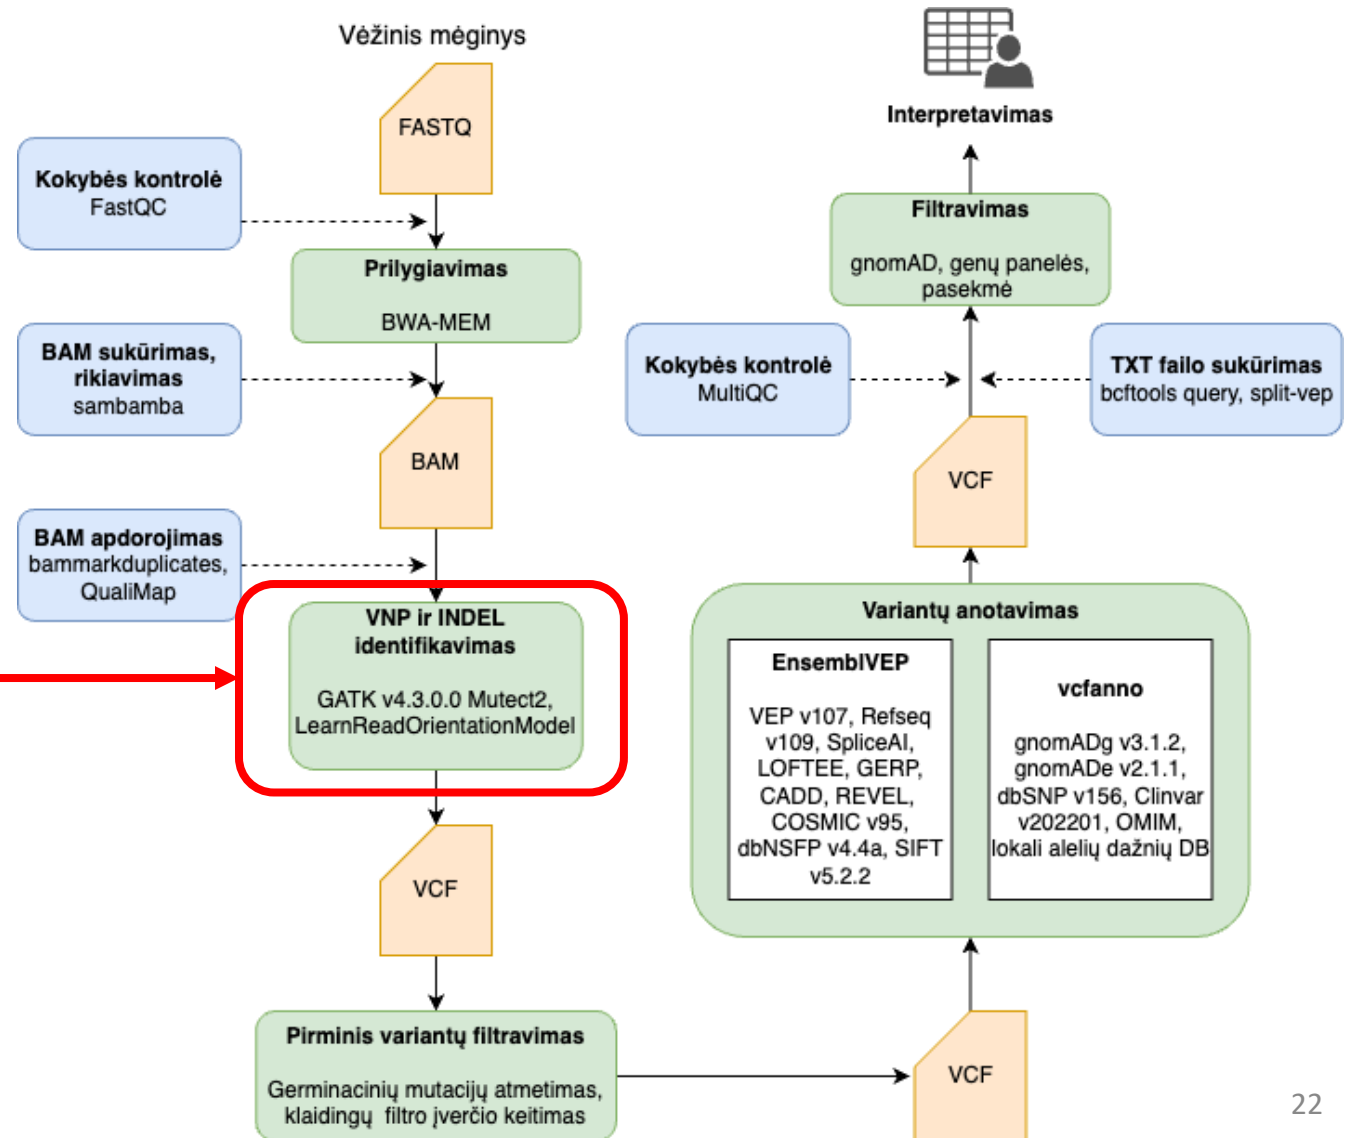 Vėžinis mėginys
FASTQ
Kokybės kontrolė
FastQC
Prilygiavimas
BWA-MEM
BAM sukūrimas,
rikiavimas
sambamba
BAM
BAM apdorojimas
bammarkduplicates,
QualiMap
VNP ir INDEL
identifikavimas
GATK v4.3.0.0 Mutect2,
LearnReadOrientationModel
VCF
Pirminis variantų filtravimas
Germinacinių mutacijų atmetimas,
klaidingų filtro įverčio keitimas
VCF
Variantų anotavimas
EnsemblVEP
VEP v107, Refseq
v109, SpliceAI,
LOFTEE, GERP,
CADD, REVEL,
COSMIC v95,
dbNSFP v4.4a, SIFT
v5.2.2
vcfanno
gnomADg v3.1.2,
gnomADe v2.1.1,
dbSNP v156, Clinvar
v202201, OMIM,
lokali alelių dažnių DB
VCF
Kokybės kontrolė
MultiQC
TXT failo sukūrimas
bcftools query, split-vep
Filtravimas
gnomAD, genų panelės,
pasekmė
Interpretavimas
22